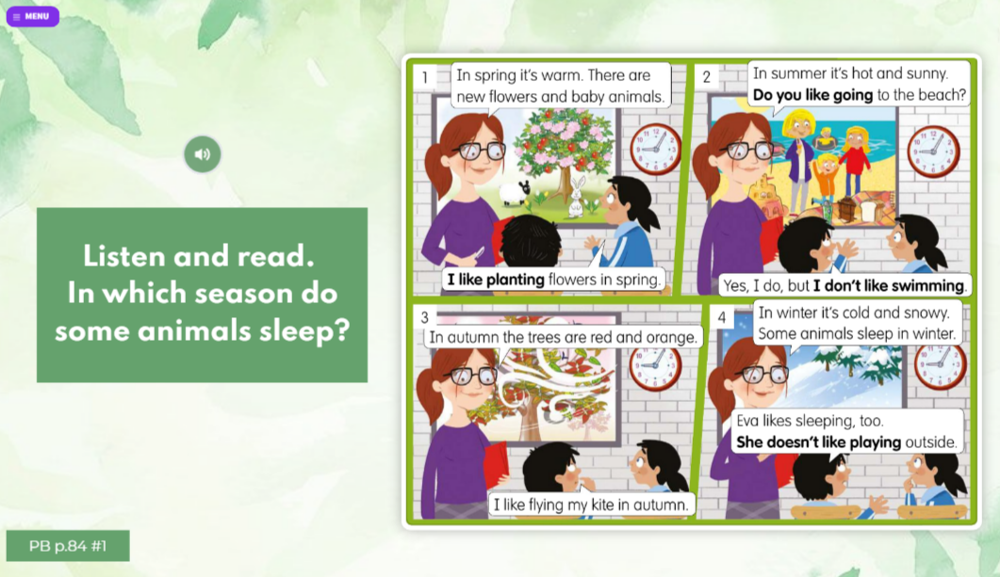 MENU
Listen and read.
In which season do
some animals sleep?
PB p.84 #1
1
In spring it's warm. There are
new flowers and baby animals.
I like planting flowers in spring.
2
In summer it's hot and sunny.
Do you like going to the beach?
Yes, I do, but I don't like swimming.
3
In autumn the trees are red and orange.
I like flying my kite in autumn.
4
In winter it's cold and snowy.
Some animals sleep in winter.
Eva likes sleeping, too.
She doesn't like playing outside.